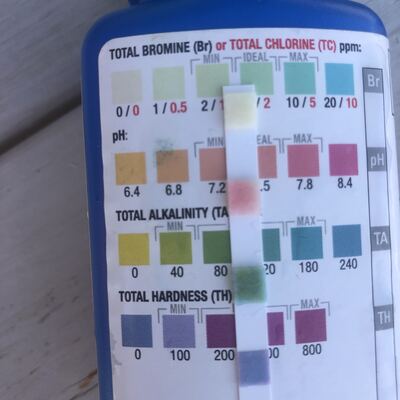 TOTAL BROMINE (Br) or TOTAL CHLORINE (TC) ppm:
MIN IDEAL MAX
0/0 1/0.5 2/1 / 2 10/5 20/10
Br
pH:
MIN EAL MAX
6.4 6.8 7.2 .5 7.8 8.4
pH
TOTAL ALKALINITY (TA
MIN MAX
0 40 80 20 180 240
TA
TOTAL HARDNESS (TH)
MIN MAX
0 100 200 00 800
TH